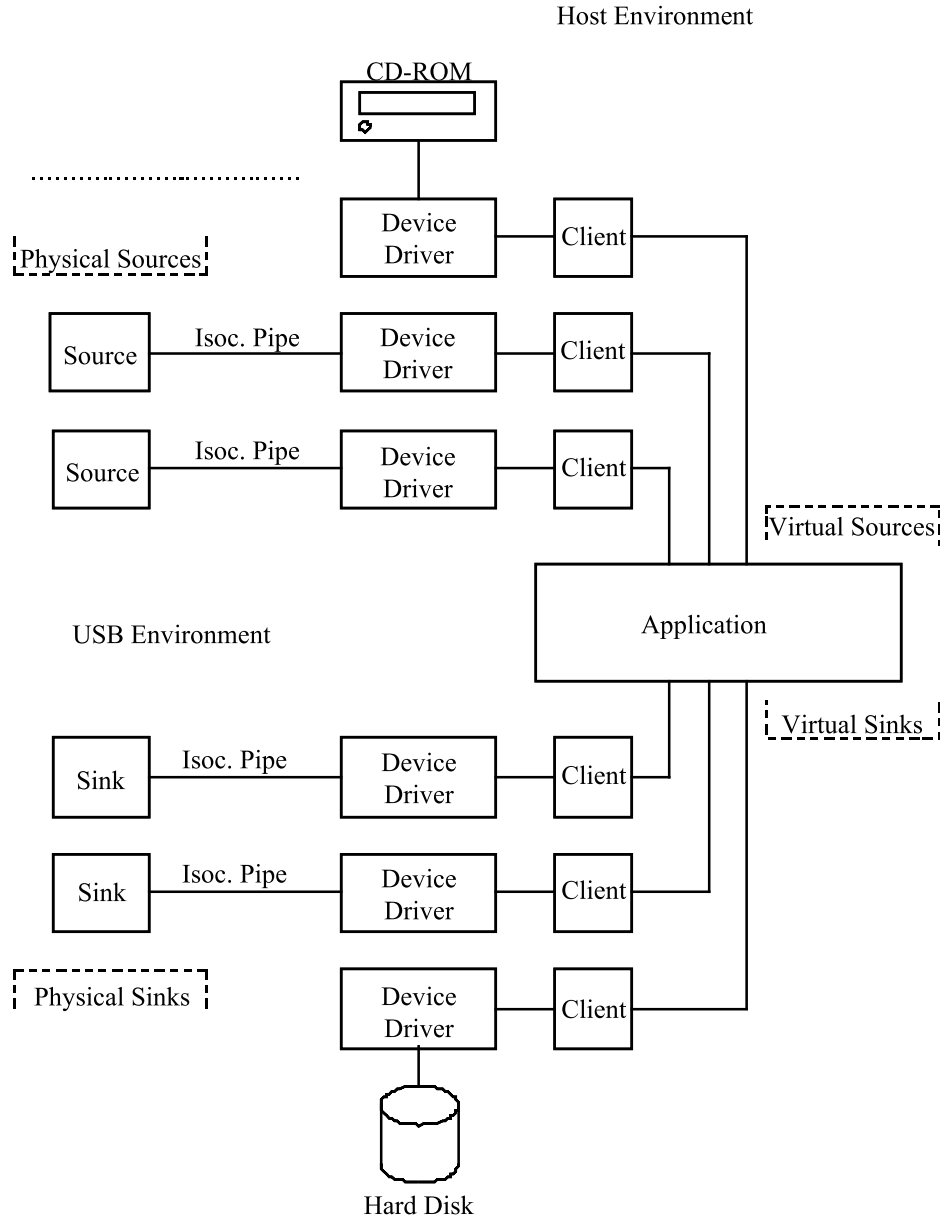 Host Environment
CD-ROM
Device
Driver
Client
Physical Sources
Source
Isoc. Pipe
Device
Driver
Client
Source
Isoc. Pipe
Device
Driver
Client
Virtual Sources
Application
USB Environment
Virtual Sinks
Sink
Isoc. Pipe
Device
Driver
Client
Sink
Isoc. Pipe
Device
Driver
Client
Physical Sinks
Device
Driver
Client
Hard Disk